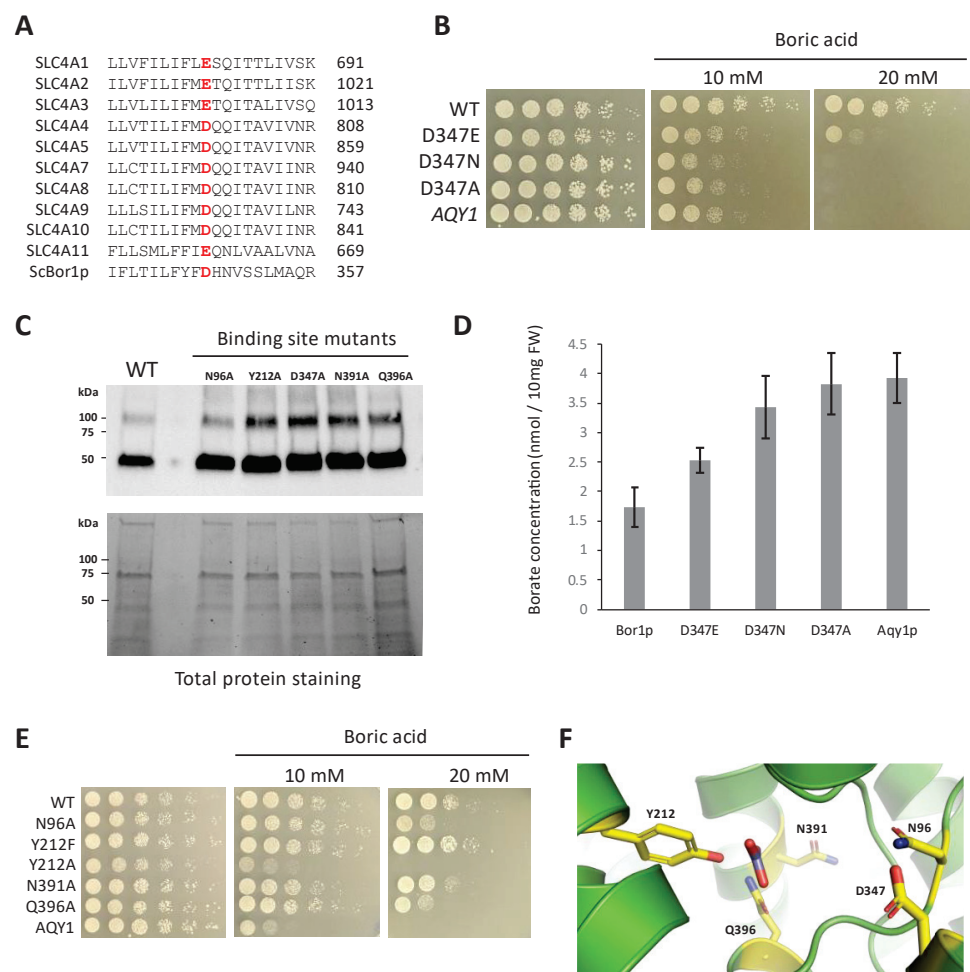 A
SLC4A1 LLVFILIFLESQITTLIVSK 691
SLC4A2 ILVFILIFMETQITTLIISK 1021
SLC4A3 LLVLILIFMETQITALIVSQ 1013
SLC4A4 LLVTILIFMDQQITAVIVNR 808
SLC4A5 LLVTILIFMDQQITAVIVNR 859
SLC4A7 LLCTILIFMDQQITAVIINR 940
SLC4A8 LLCTILIFMDQQITAVIINR 810
SLC4A9 LLLSILIFMDQQITAVILNR 743
SLC4A10 LLCTILIFMDQQITAVIINR 841
SLC4A11 FLLSMLFFIEQNLVAALVNA 669
ScBor1p IFLTILFYFDHNVSSLMAQR 357
B
Boric acid
10 mM 20 mM
WT
D347E
D347N
D347A
AQY1
C
Binding site mutants
WT
N96A Y212A D347A N391A Q396A
kDa
100
75
50
kDa
100
75
50
Total protein staining
D
Borate concentration (nmol / 10mg FW)
4.5
4
3.5
3
2.5
2
1.5
1
0.5
0
Bor1p D347E D347N D347A Aqy1p
E
Boric acid
10 mM 20 mM
WT
N96A
Y212F
Y212A
N391A
Q396A
AQY1
F
Y212
N391
N96
D347
Q396